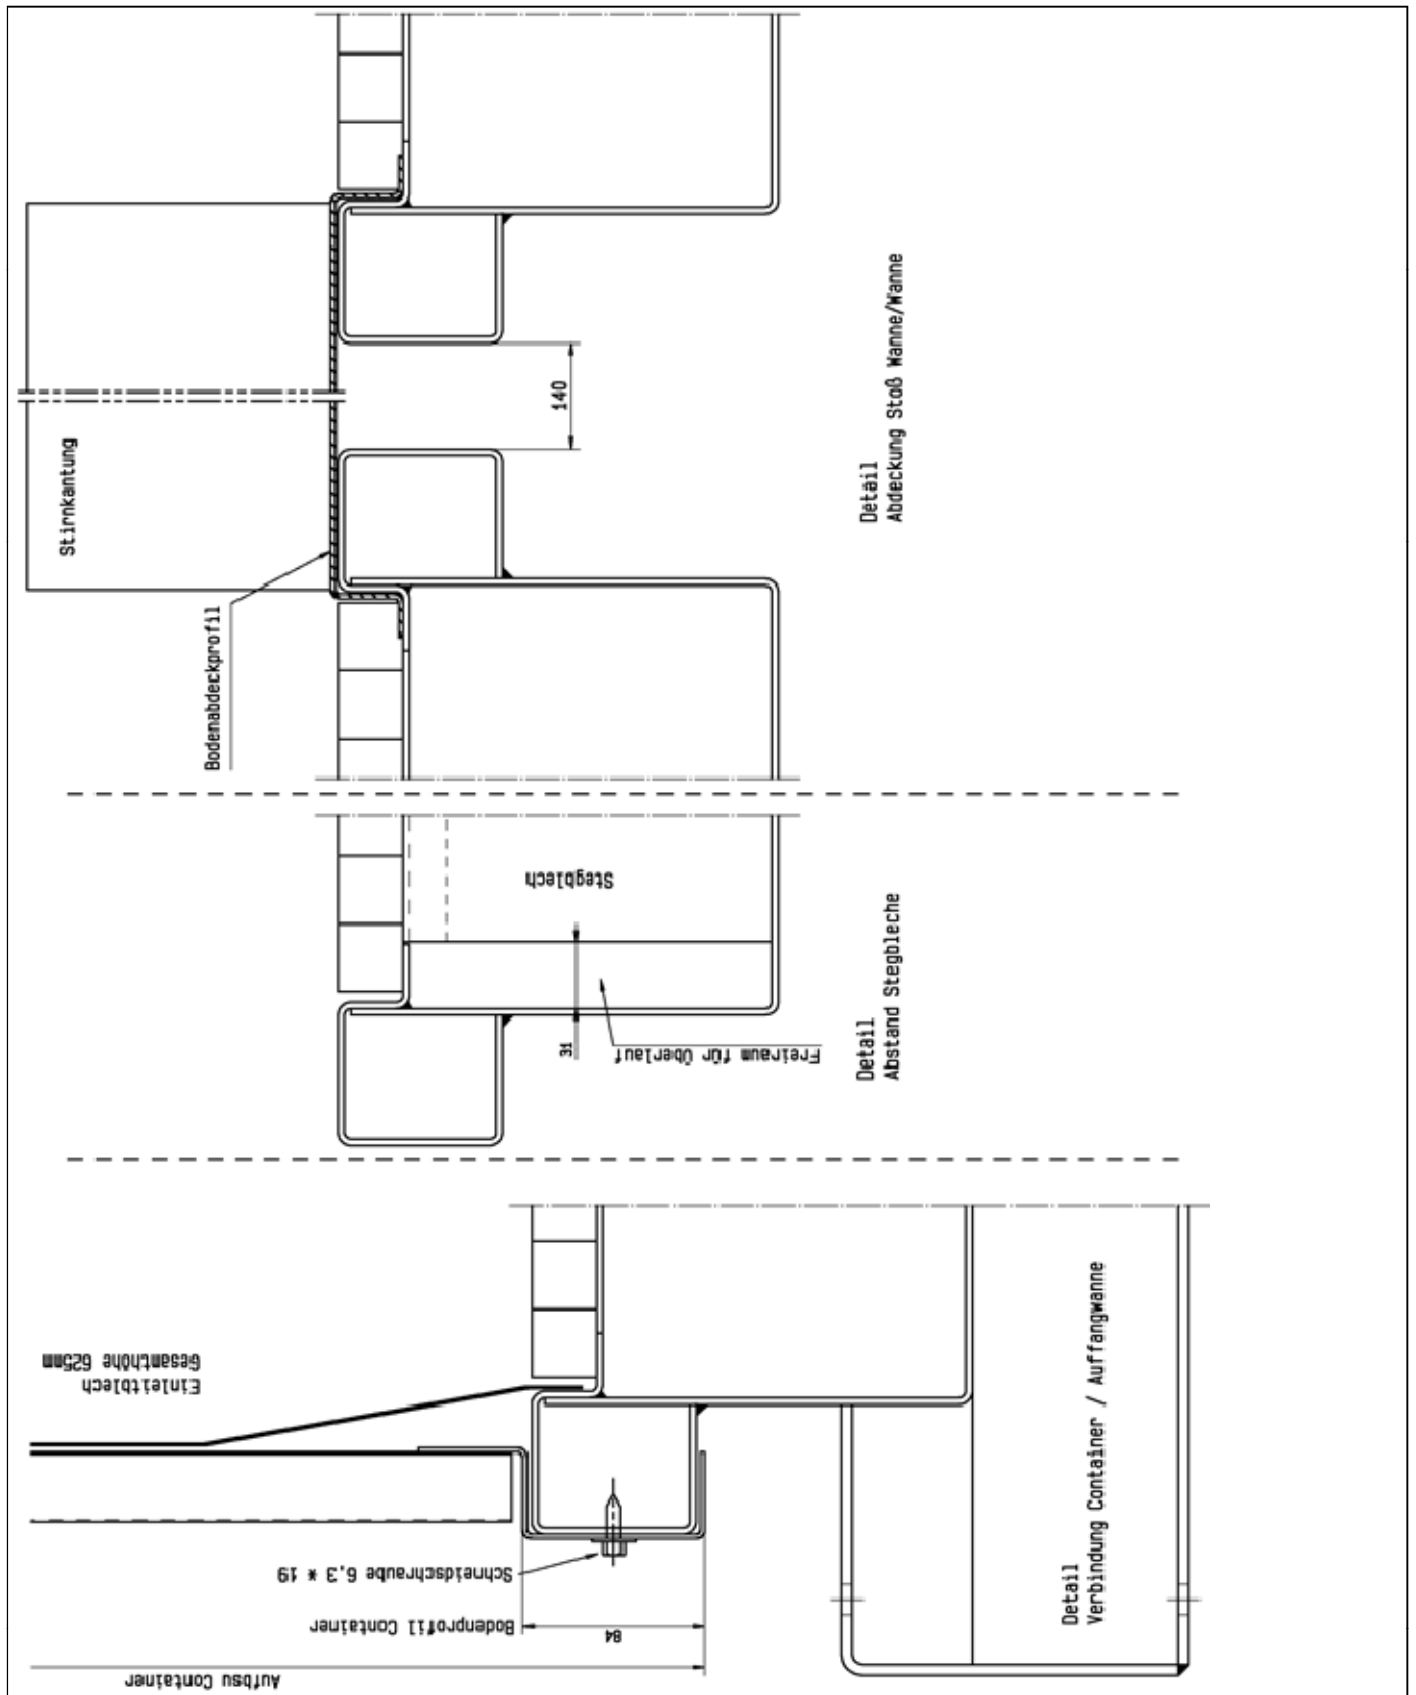 Stirnkantung
Bodenabdeckprofil
140
Detail
Abdeckung Stoß Wanne/Wanne
Stegblech
31
Freiraum für Überlauf
Detail
Abstand Stegbleche
Einleitblech
Gesamthöhe 625mm
Schneidschraube 6,3 * 19
Bodenprofil Container
84
Aufbsu Container
Detail
Verbindung Container / Auffangwanne